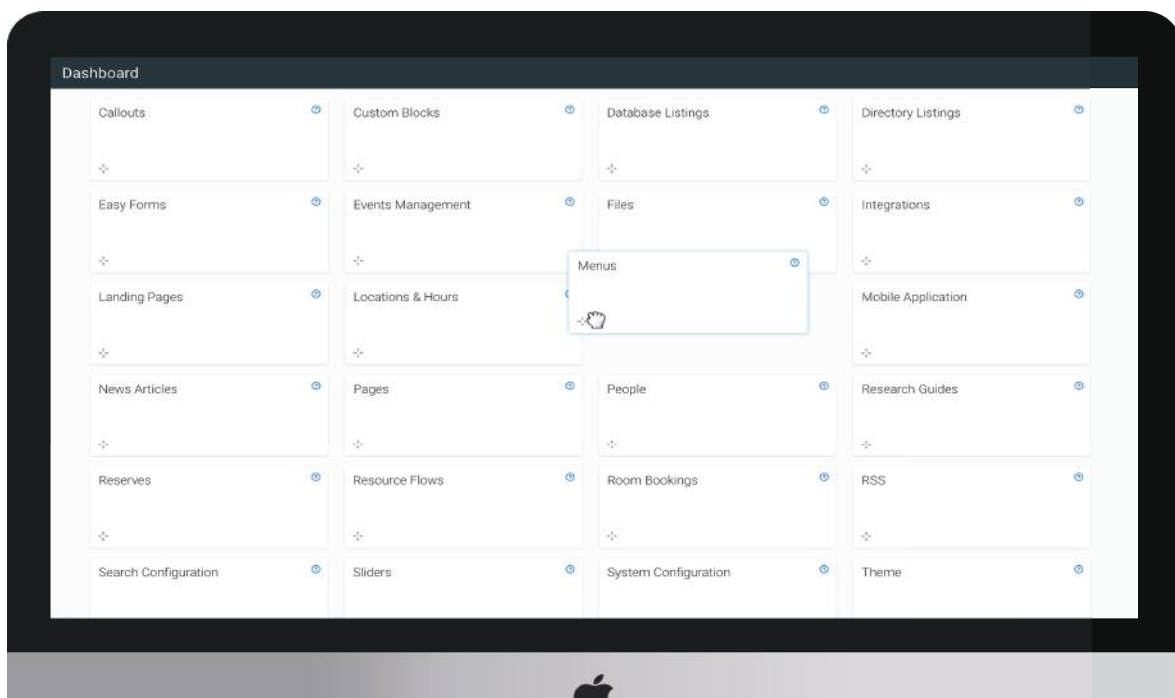 Dashboard
Callouts
Custom Blocks
Database Listings
Directory Listings
Easy Forms
Events Management
Files
Integrations
Menus
Landing Pages
Locations & Hours
Mobile Application
News Articles
Pages
People
Research Guides
Reserves
Resource Flows
Room Bookings
RSS
Search Configuration
Sliders
System Configuration
Theme